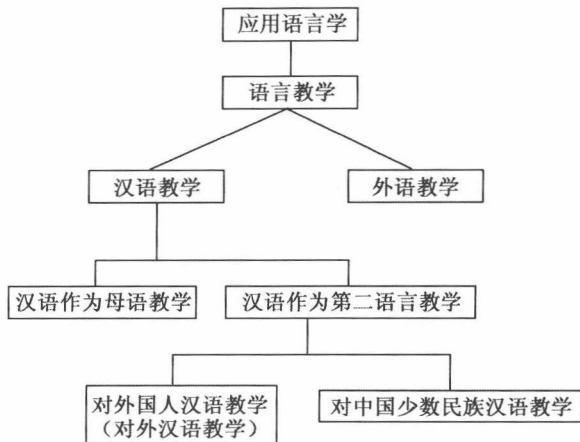 应用语言学
语言教学
汉语教学
外语教学
汉语作为母语教学
汉语作为第二语言教学
对外国人汉语教学
（对外汉语教学）
对中国少数民族汉语教学